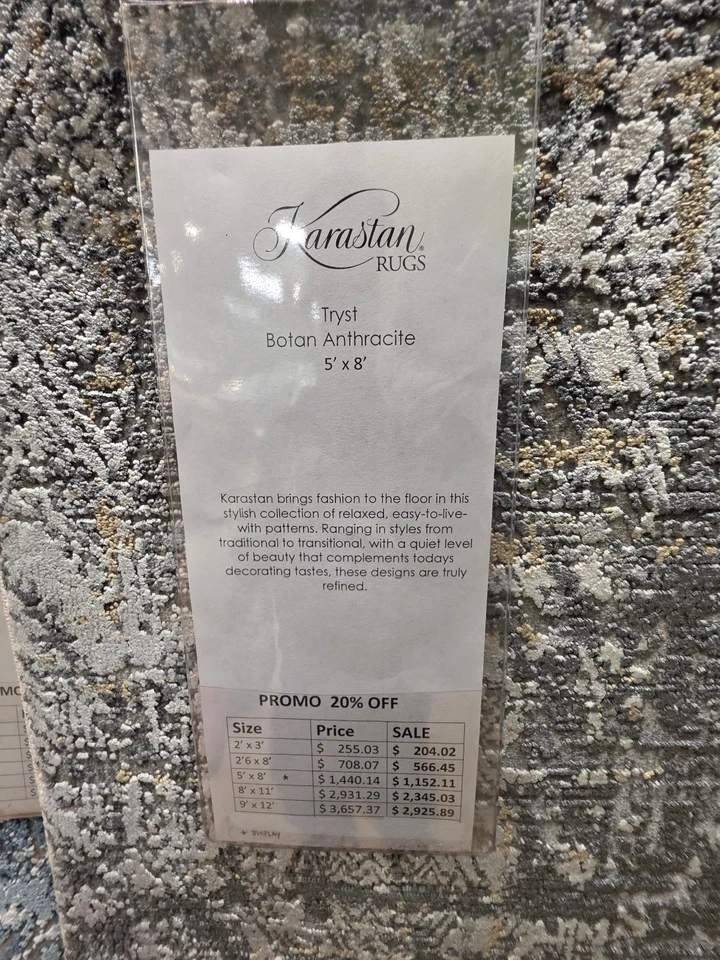 Karastan®
RUGS
Tryst
Botan Anthracite
5' x 8'
Karastan brings fashion to the floor in this
stylish collection of relaxed, easy-to-live-
with patterns. Ranging in styles from
traditional to transitional, with a quiet level
of beauty that complements todays
decorating tastes, these designs are truly
refined.
PROMO 20% OFF
Size Price SALE
2' x 3' $ 255.03 $ 204.02
2'6 x 8' $ 708.07 $ 566.45
5' x 8' * $ 1,440.14 $ 1,152.11
8' x 11' $ 2,931.29 $ 2,345.03
9' x 12' $ 3,657.37 $ 2,925.89
* DISPLAY